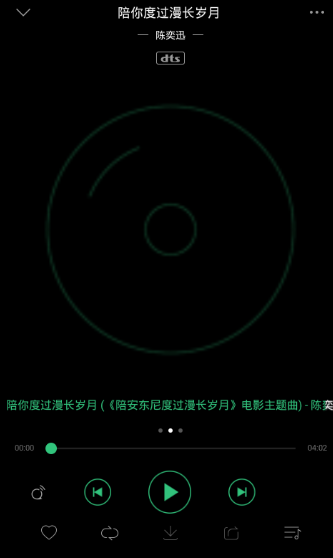 陪你度过漫长岁月
— 陈奕迅 —
dts
陪你度过漫长岁月 (《陪安东尼度过漫长岁月》电影主题曲) - 陈奕
00:00
04:02